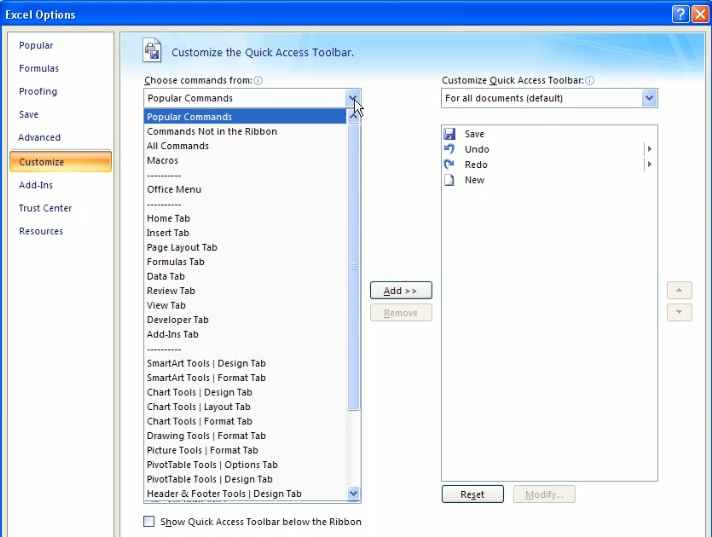 Excel Options
Popular
Formulas
Proofing
Save
Advanced
Customize
Add-Ins
Trust Center
Resources
Customize the Quick Access Toolbar.
Choose commands from:
Popular Commands
Popular Commands
Commands Not in the Ribbon
All Commands
Macros
----------
Office Menu
----------
Home Tab
Insert Tab
Page Layout Tab
Formulas Tab
Data Tab
Review Tab
View Tab
Developer Tab
Add-Ins Tab
----------
SmartArt Tools | Design Tab
SmartArt Tools | Format Tab
Chart Tools | Design Tab
Chart Tools | Layout Tab
Chart Tools | Format Tab
Drawing Tools | Format Tab
Picture Tools | Format Tab
PivotTable Tools | Options Tab
PivotTable Tools | Design Tab
Header & Footer Tools | Design Tab
Show Quick Access Toolbar below the Ribbon
Add >>
Remove
Customize Quick Access Toolbar:
For all documents (default)
Save
Undo
Redo
New
Reset
Modify...